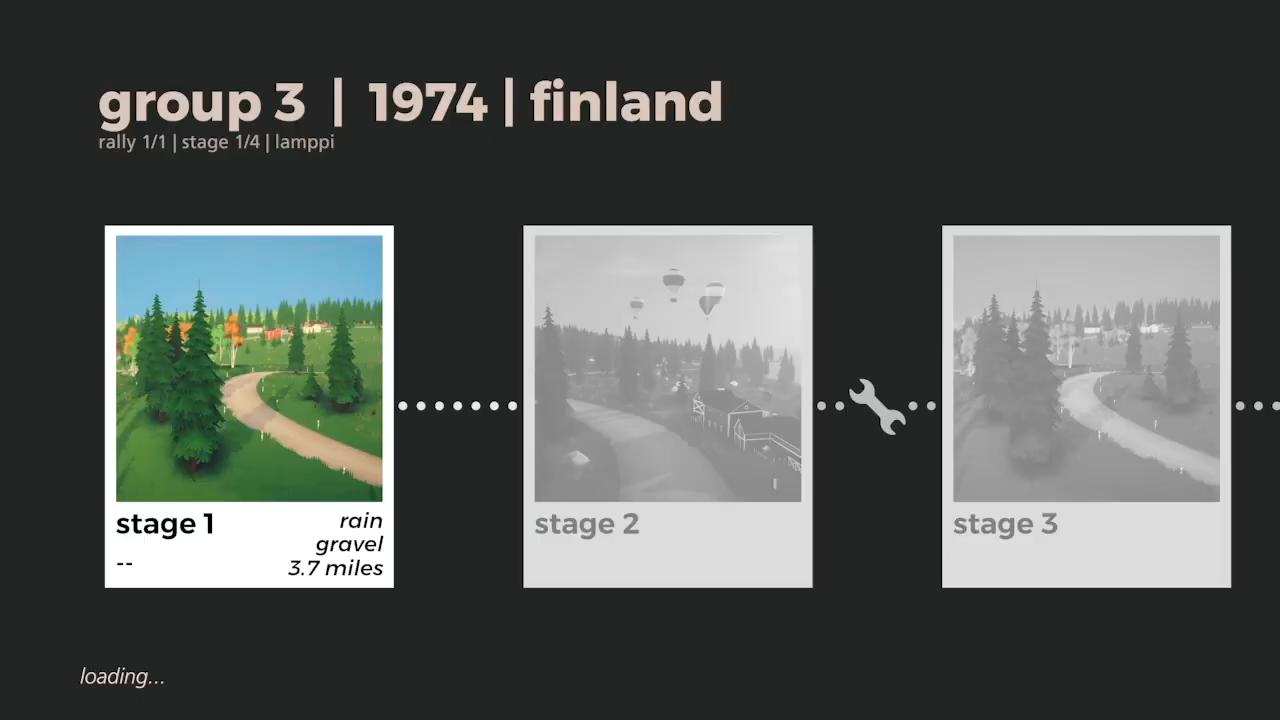 group 3 | 1974 | finland
rally 1/1 | stage 1/4 | lamppi
stage 1
--
rain
gravel
3.7 miles
stage 2
stage 3
loading...